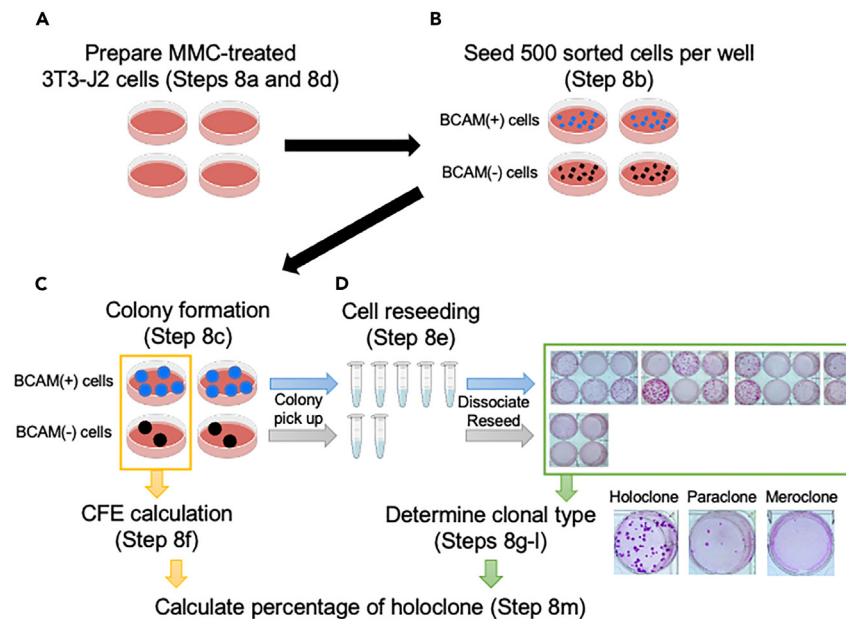 A
Prepare MMC-treated
3T3-J2 cells (Steps 8a and 8d)
B
Seed 500 sorted cells per well
(Step 8b)
BCAM(+) cells
BCAM(-) cells
C
Colony formation
(Step 8c)
BCAM(+) cells
BCAM(-) cells
Colony
pick up
D
Cell reseeding
(Step 8e)
Dissociate
Reseed
CFE calculation
(Step 8f)
Determine clonal type
(Steps 8g-l)
Holoclone
Paraclone
Meroclone
Calculate percentage of holoclone (Step 8m)